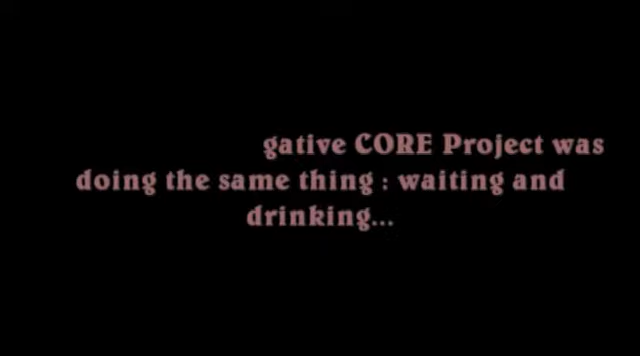 gative CORE Project was
doing the same thing : waiting and
drinking...